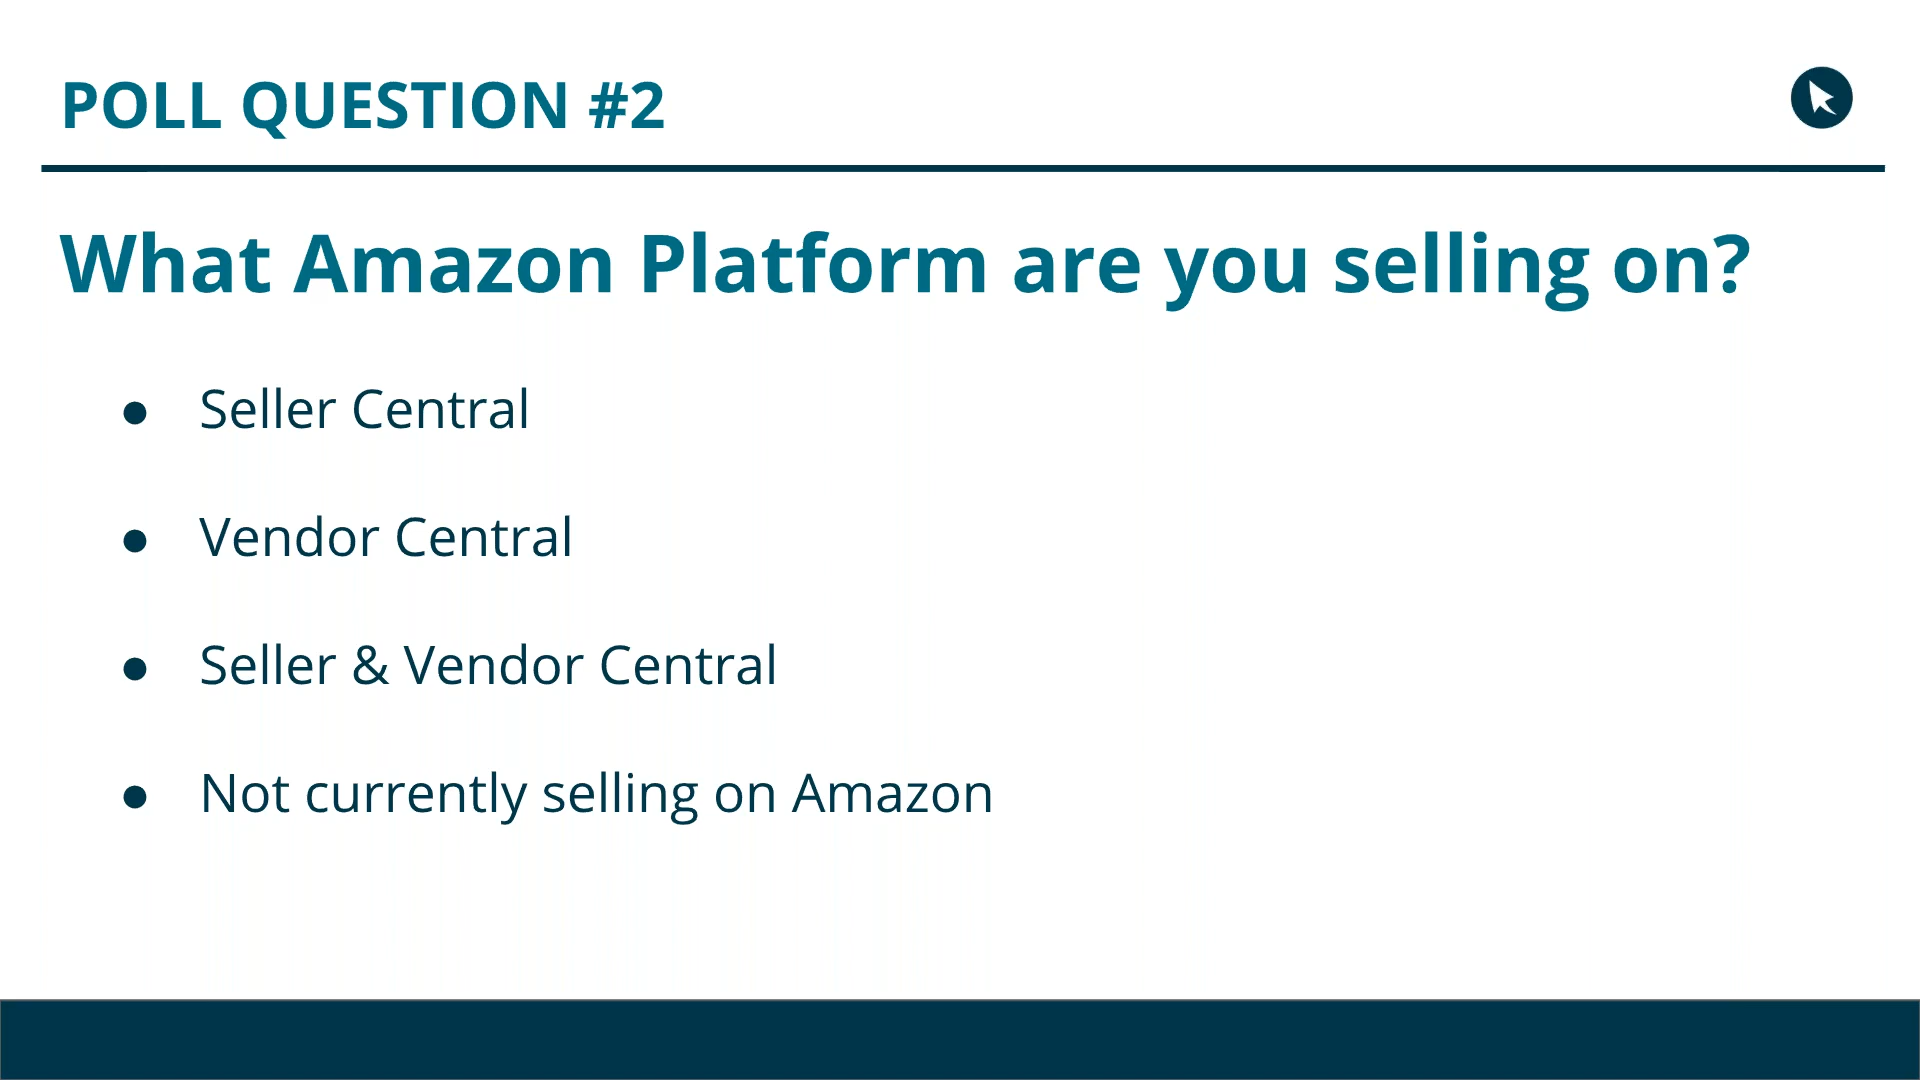 POLL QUESTION #2
What Amazon Platform are you selling on?
● Seller Central
● Vendor Central
● Seller & Vendor Central
● Not currently selling on Amazon